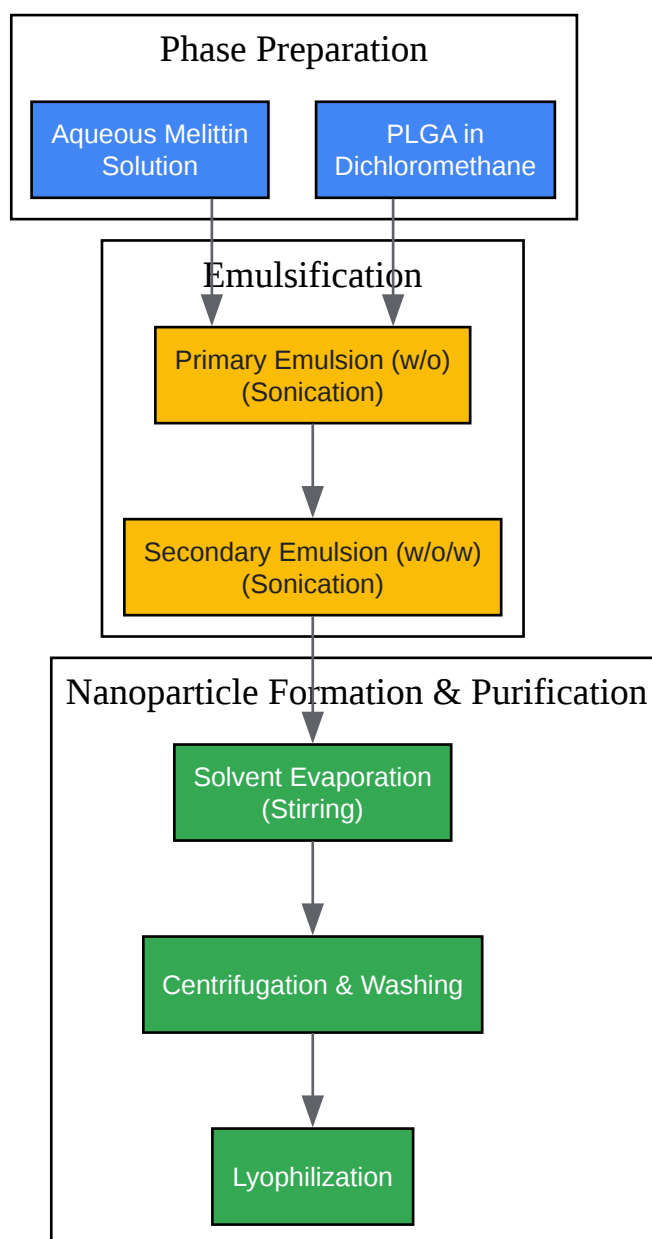 Phase Preparation
Aqueous Melittin
Solution
PLGA in
Dichloromethane
Emulsification
Primary Emulsion (w/o)
(Sonication)
Secondary Emulsion (w/o/w)
(Sonication)
Nanoparticle Formation & Purification
Solvent Evaporation
(Stirring)
Centrifugation & Washing
Lyophilization